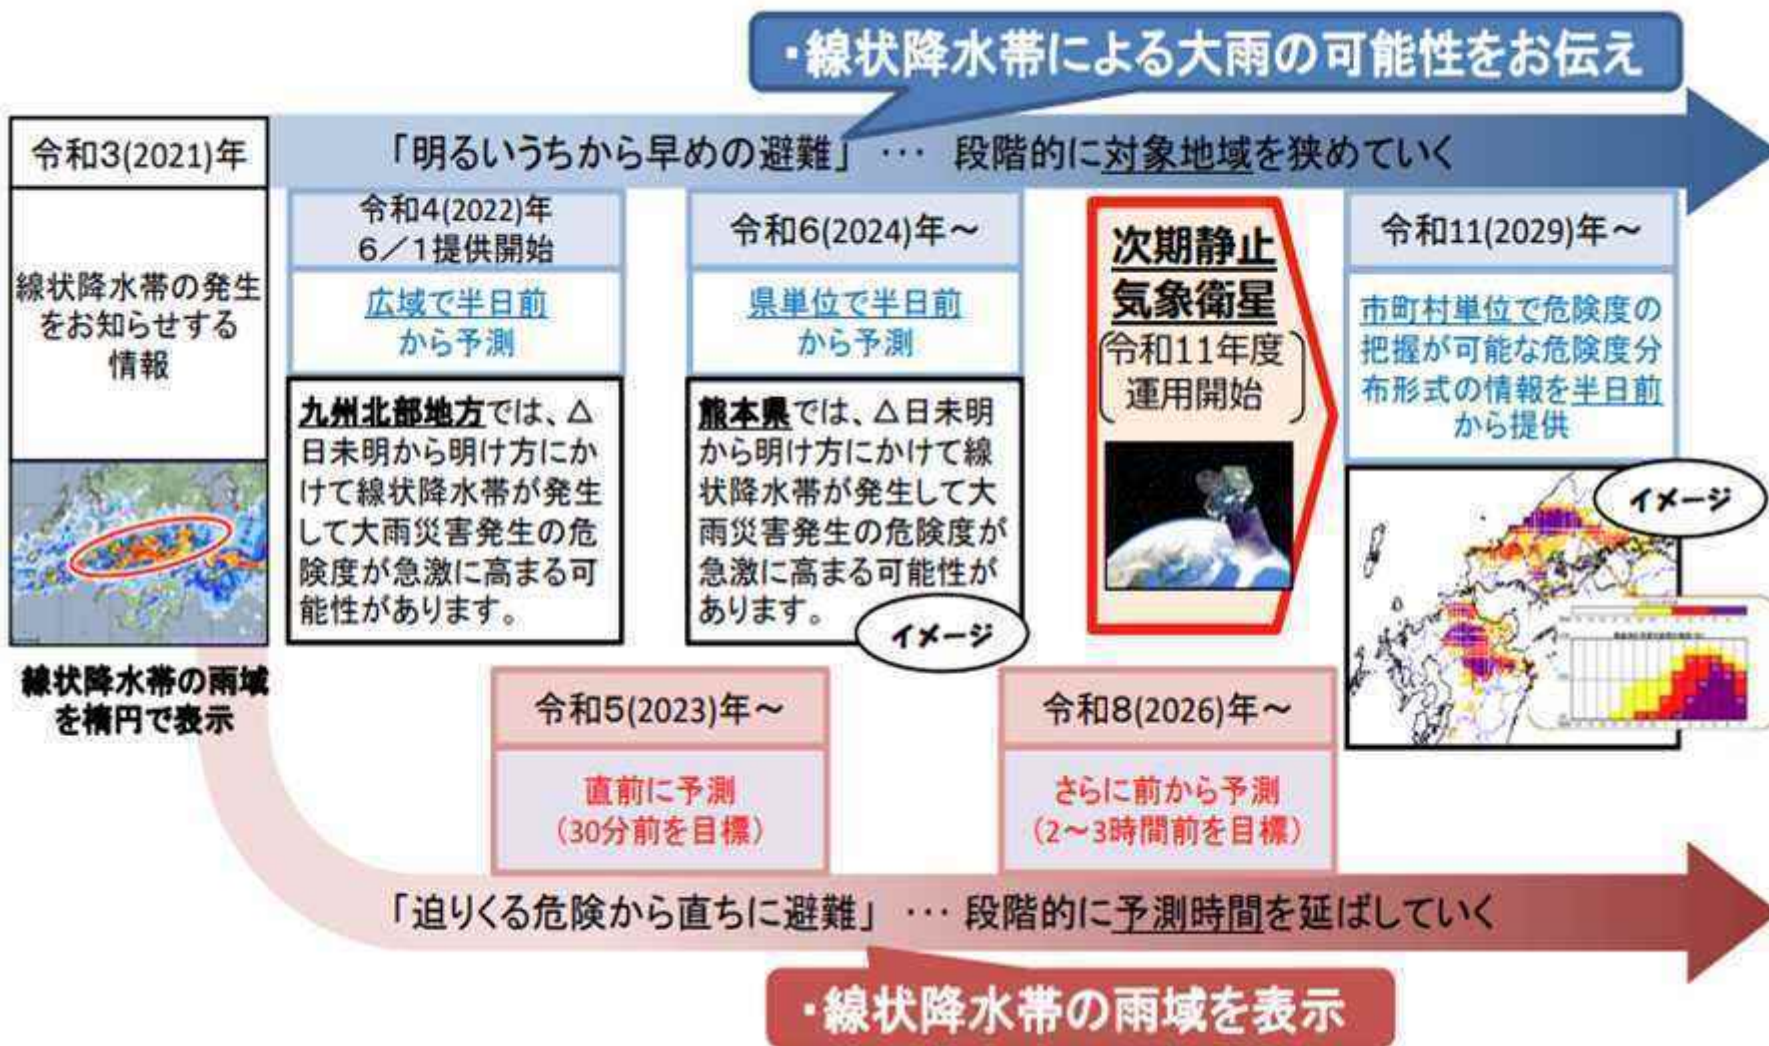 ・線状降水帯による大雨の可能性をお伝え
「明るいうちから早めの避難」 … 段階的に対象地域を狭めていく
令和3(2021)年
線状降水帯の発生
をお知らせする
情報
線状降水帯の雨域
を楕円で表示
令和4(2022)年
6／1提供開始
広域で半日前
から予測
九州北部地方では、△
日未明から明け方にか
けて線状降水帯が発生
して大雨災害発生の危
険度が急激に高まる可
能性があります。
令和6(2024)年～
県単位で半日前
から予測
熊本県では、△日未明
から明け方にかけて線
状降水帯が発生して大
雨災害発生の危険度が
急激に高まる可能性が
あります。
イメージ
次期静止
気象衛星
令和11年度
運用開始
令和11(2029)年～
市町村単位で危険度の
把握が可能な危険度分
布形式の情報を半日前
から提供
イメージ
令和5(2023)年～
直前に予測
（30分前を目標）
令和8(2026)年～
さらに前から予測
（2～3時間前を目標）
「迫りくる危険から直ちに避難」 … 段階的に予測時間を延ばしていく
・線状降水帯の雨域を表示